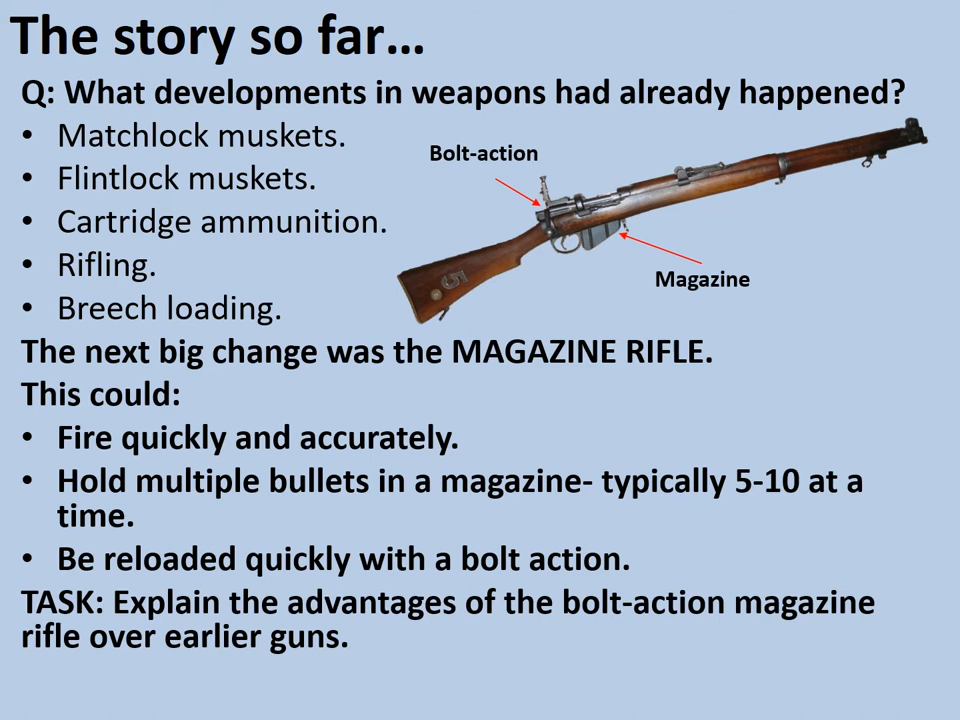 The story so far...
Q: What developments in weapons had already happened?
• Matchlock muskets.
Bolt-action
• Flintlock muskets.
• Cartridge ammunition.
• Rifling.
Magazine
• Breech loading.
The next big change was the MAGAZINE RIFLE.
This could:
• Fire quickly and accurately.
• Hold multiple bullets in a magazine- typically 5-10 at a
time.
• Be reloaded quickly with a bolt action.
TASK: Explain the advantages of the bolt-action magazine
rifle over earlier guns.
5